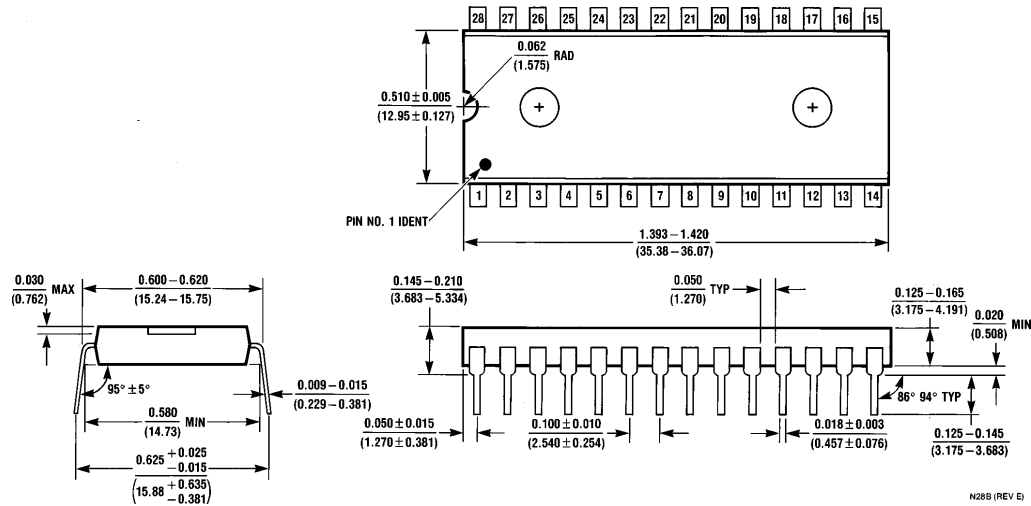 28 27 26 25 24 23 22 21 20 19 18 17 16 15
0.062
(1.575)
RAD
0.510 ± 0.005
(12.95 ± 0.127)
1 2 3 4 5 6 7 8 9 10 11 12 13 14
PIN NO. 1 IDENT
1.393 – 1.420
(35.38 – 36.07)
0.030
(0.762)
MAX
0.600 – 0.620
(15.24 – 15.75)
95° ± 5°
0.580
(14.73)
MIN
0.009 – 0.015
(0.229 – 0.381)
0.625 + 0.025
– 0.015
(15.88 + 0.635
– 0.381)
0.145 – 0.210
(3.683 – 5.334)
0.050
(1.270)
TYP
0.125 – 0.165
(3.175 – 4.191)
0.020
(0.508)
MIN
0.050 ± 0.015
(1.270 ± 0.381)
0.100 ± 0.010
(2.540 ± 0.254)
0.018 ± 0.003
(0.457 ± 0.076)
86° 94° TYP
0.125 – 0.145
(3.175 – 3.683)
N28B (REV E)